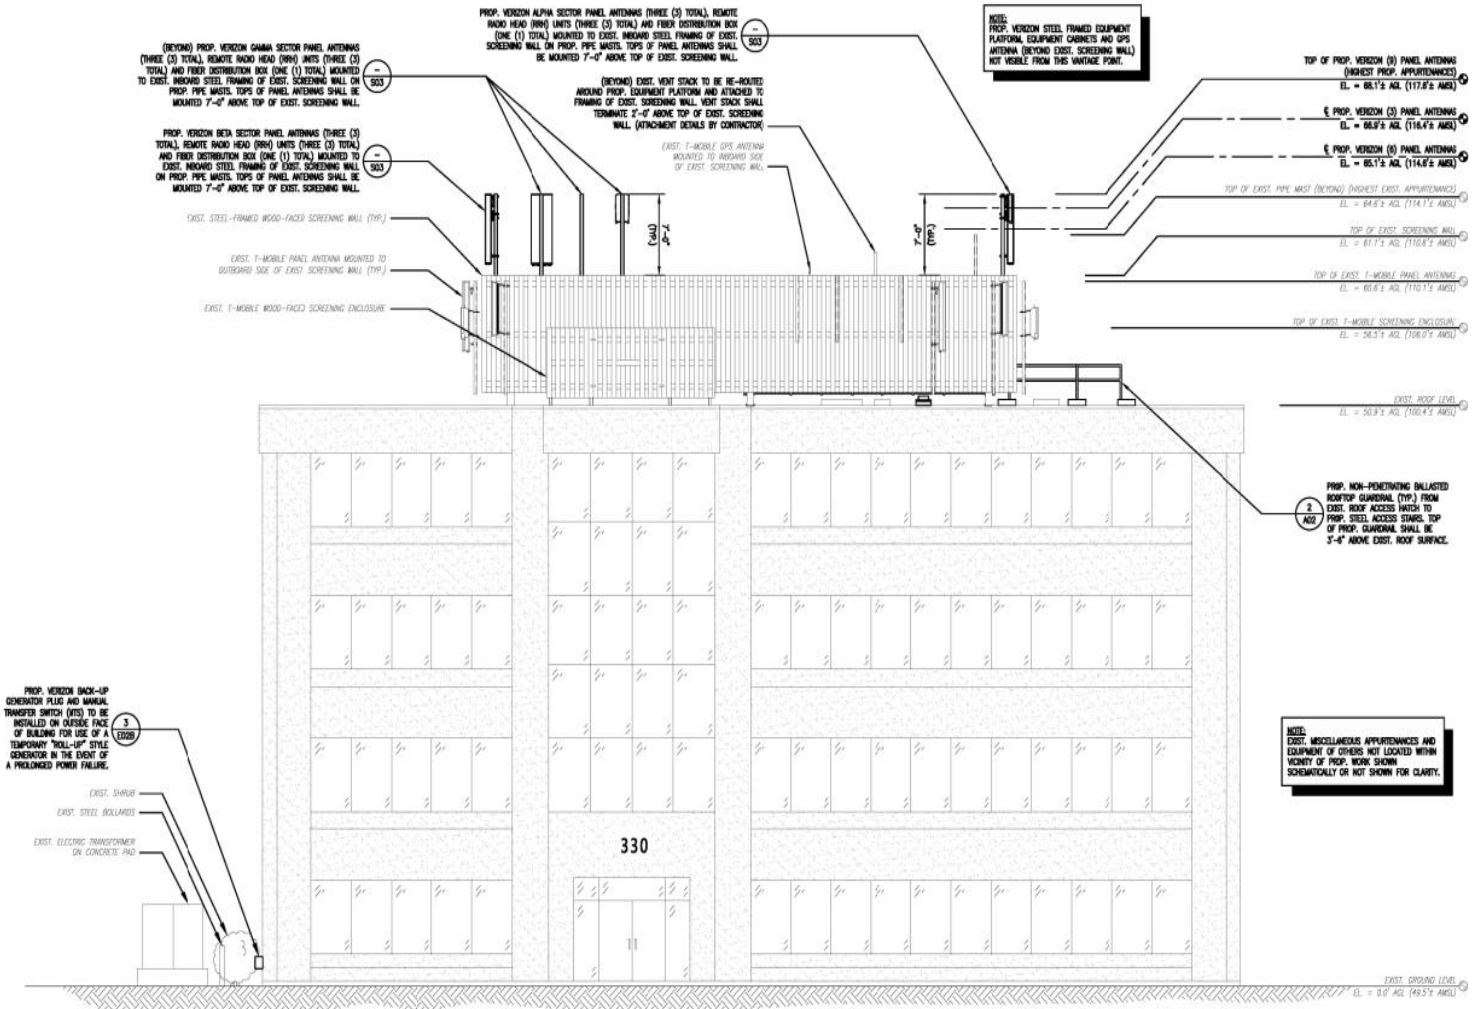 PROP. VERIZON ALPHA SECTOR PANEL ANTENNAS (THREE (3) TOTAL), REMOTE
RADIO HEAD (RRH) UNITS (THREE (3) TOTAL) AND FIBER DISTRIBUTION BOX
(ONE (1) TOTAL) MOUNTED TO EXIST. INBOARD STEEL FRAMING OF EXIST.
SCREENING WALL ON PROP. PIPE MASTS. TOPS OF PANEL ANTENNAS SHALL
BE MOUNTED 7'-0" ABOVE TOP OF EXIST. SCREENING WALL.
-
S03
NOTE:
PROP. VERIZON STEEL FRAMED EQUIPMENT
PLATFORM, EQUIPMENT CABINETS AND GPS
ANTENNA (BEYOND EXIST. SCREENING WALL)
NOT VISIBLE FROM THIS VANTAGE POINT.
(BEYOND) PROP. VERIZON GAMMA SECTOR PANEL ANTENNAS
(THREE (3) TOTAL), REMOTE RADIO HEAD (RRH) UNITS (THREE (3)
TOTAL) AND FIBER DISTRIBUTION BOX (ONE (1) TOTAL) MOUNTED
TO EXIST. INBOARD STEEL FRAMING OF EXIST. SCREENING WALL ON
PROP. PIPE MASTS. TOPS OF PANEL ANTENNAS SHALL BE
MOUNTED 7'-0" ABOVE TOP OF EXIST. SCREENING WALL.
-
S03
(BEYOND) EXIST. VENT STACK TO BE RE-ROUTED
AROUND PROP. EQUIPMENT PLATFORM AND ATTACHED TO
FRAMING OF EXIST. SCREENING WALL. VENT STACK SHALL
TERMINATE 2'-0" ABOVE TOP OF EXIST. SCREENING
WALL. (ATTACHMENT DETAILS BY CONTRACTOR)
TOP OF PROP. VERIZON (9) PANEL ANTENNAS
(HIGHEST PROP. APPURTENANCES)
EL. = 68.1'± AGL (117.6'± AMSL)
℄ PROP. VERIZON (3) PANEL ANTENNAS
EL. = 66.9'± AGL (116.4'± AMSL)
℄ PROP. VERIZON (6) PANEL ANTENNAS
EL. = 65.1'± AGL (114.6'± AMSL)
PROP. VERIZON BETA SECTOR PANEL ANTENNAS (THREE (3)
TOTAL), REMOTE RADIO HEAD (RRH) UNITS (THREE (3) TOTAL)
AND FIBER DISTRIBUTION BOX (ONE (1) TOTAL) MOUNTED TO
EXIST. INBOARD STEEL FRAMING OF EXIST. SCREENING WALL
ON PROP. PIPE MASTS. TOPS OF PANEL ANTENNAS SHALL BE
MOUNTED 7'-0" ABOVE TOP OF EXIST. SCREENING WALL.
-
S03
EXIST. T-MOBILE GPS ANTENNA
MOUNTED TO INBOARD SIDE
OF EXIST. SCREENING WALL
TOP OF EXIST. PIPE MAST (BEYOND) (HIGHEST EXIST. APPURTENANCE)
EL. = 64.6'± AGL (114.1'± AMSL)
EXIST. STEEL-FRAMED WOOD-FACED SCREENING WALL (TYP.)
7'-0"
(TYP.)
7'-0"
(TYP.)
TOP OF EXIST. SCREENING WALL
EL. = 61.1'± AGL (110.6'± AMSL)
EXIST. T-MOBILE PANEL ANTENNA MOUNTED TO
OUTBOARD SIDE OF EXIST. SCREENING WALL (TYP.)
TOP OF EXIST. T-MOBILE PANEL ANTENNAS
EL. = 60.6'± AGL (110.1'± AMSL)
EXIST. T-MOBILE WOOD-FACED SCREENING ENCLOSURE
TOP OF EXIST. T-MOBILE SCREENING ENCLOSURE
EL. = 56.5'± AGL (106.0'± AMSL)
EXIST. ROOF LEVEL
EL. = 50.9'± AGL (100.4'± AMSL)
2
A02
PROP. NON-PENETRATING BALLASTED
ROOFTOP GUARDRAIL (TYP.) FROM
EXIST. ROOF ACCESS HATCH TO
PROP. STEEL ACCESS STAIRS. TOP
OF PROP. GUARDRAIL SHALL BE
3'-6" ABOVE EXIST. ROOF SURFACE.
PROP. VERIZON BACK-UP
GENERATOR PLUG AND MANUAL
TRANSFER SWITCH (MTS) TO BE
INSTALLED ON OUTSIDE FACE
OF BUILDING FOR USE OF A
TEMPORARY "ROLL-UP" STYLE
GENERATOR IN THE EVENT OF
A PROLONGED POWER FAILURE.
3
E02B
NOTE:
EXIST. MISCELLANEOUS APPURTENANCES AND
EQUIPMENT OF OTHERS NOT LOCATED WITHIN
VICINITY OF PROP. WORK SHOWN
SCHEMATICALLY OR NOT SHOWN FOR CLARITY.
EXIST. SHRUB
EXIST. STEEL BOLLARDS
EXIST. ELECTRIC TRANSFORMER
ON CONCRETE PAD
330
EXIST. GROUND LEVEL
EL. = 0.0' AGL (49.5'± AMSL)